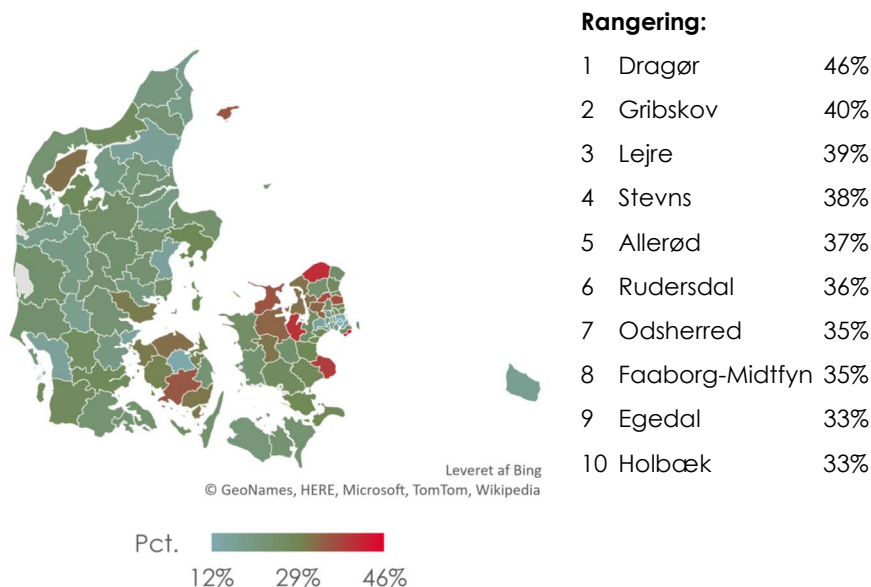 Rangering:
1 Dragør 46%
2 Gribskov 40%
3 Lejre 39%
4 Stevns 38%
5 Allerød 37%
6 Rudersdal 36%
7 Odsherred 35%
8 Faaborg-Midtfyn 35%
9 Egedal 33%
10 Holbæk 33%
Leveret af Bing
© GeoNames, HERE, Microsoft, TomTom, Wikipedia
Pct.
12% 29% 46%